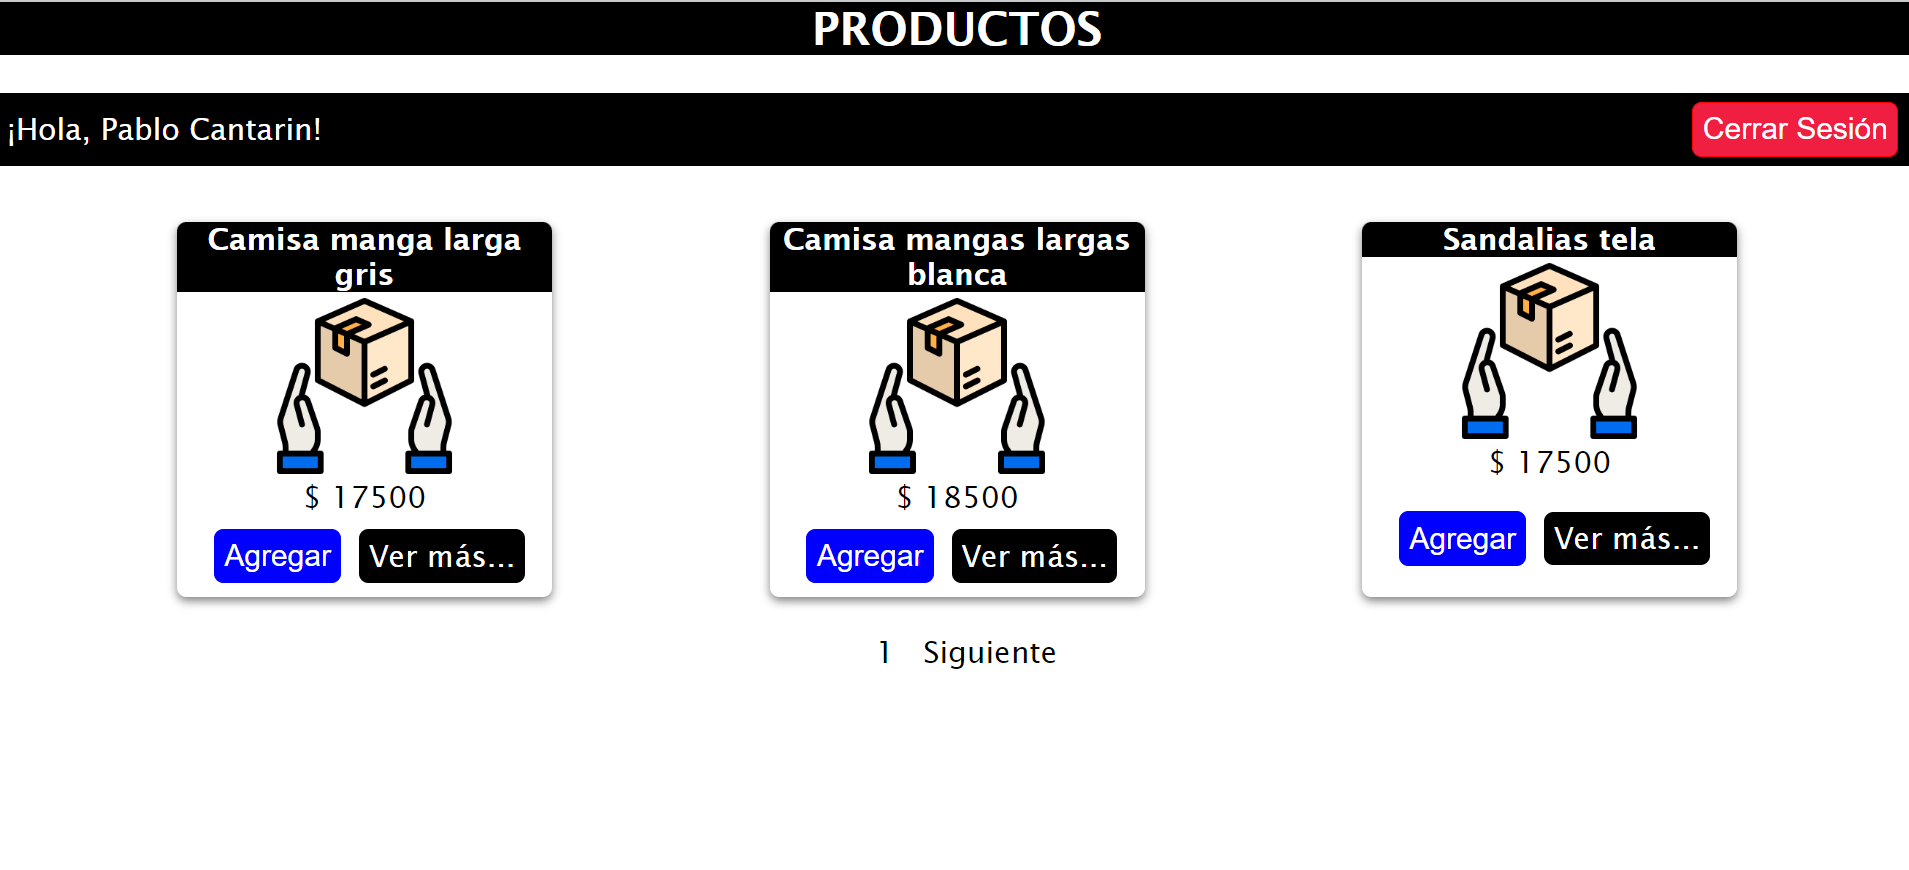 PRODUCTOS
¡Hola, Pablo Cantarin!
Cerrar Sesión
Camisa manga larga
gris
$ 17500
Agregar
Ver más...
Camisa mangas largas
blanca
$ 18500
Agregar
Ver más...
Sandalias tela
$ 17500
Agregar
Ver más...
1 Siguiente